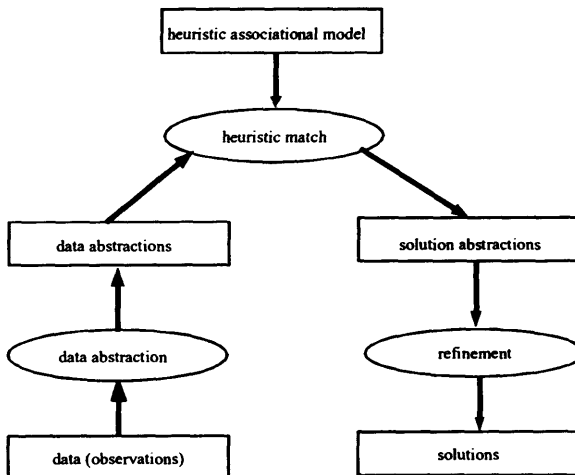 heuristic associational model
heuristic match
data abstractions
solution abstractions
data abstraction
refinement
data (observations)
solutions